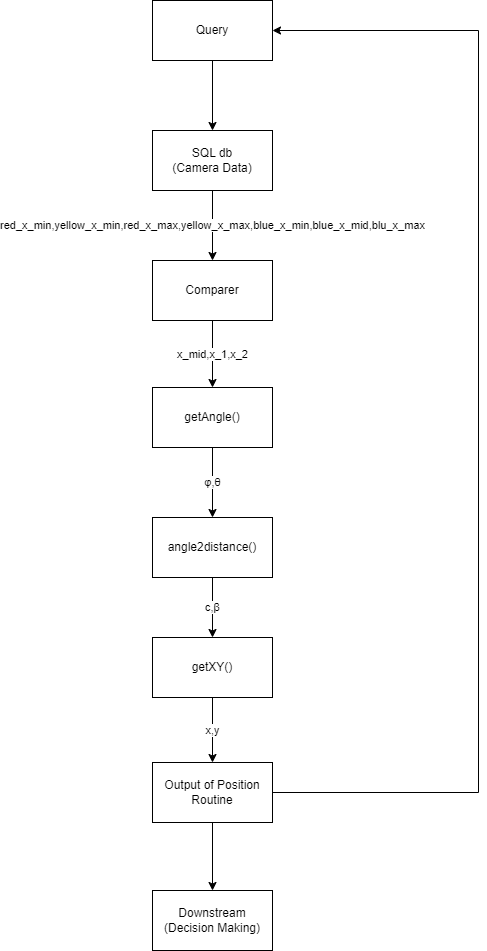 Query
SQL db
(Camera Data)
red_x_min,yellow_x_min,red_x_max,yellow_x_max,blue_x_min,blue_x_mid,blu_x_max
Comparer
x_mid,x_1,x_2
getAngle()
φ,θ
angle2distance()
c,β
getXY()
x,y
Output of Position
Routine
Downstream
(Decision Making)